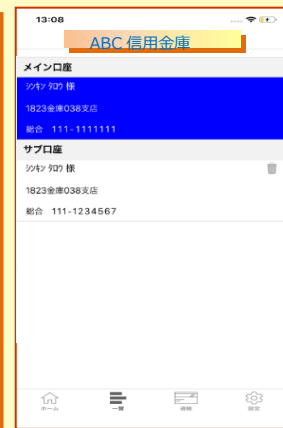 13:08
ABC 信用金庫
メイン口座
ｼﾝｷﾝ ﾀﾛｳ 様
1823金庫038支店
総合 111-1111111
サブ口座
ｼﾝｷﾝ ﾀﾛｳ 様
1823金庫038支店
総合 111-1234567
ホーム 一覧 通帳 設定